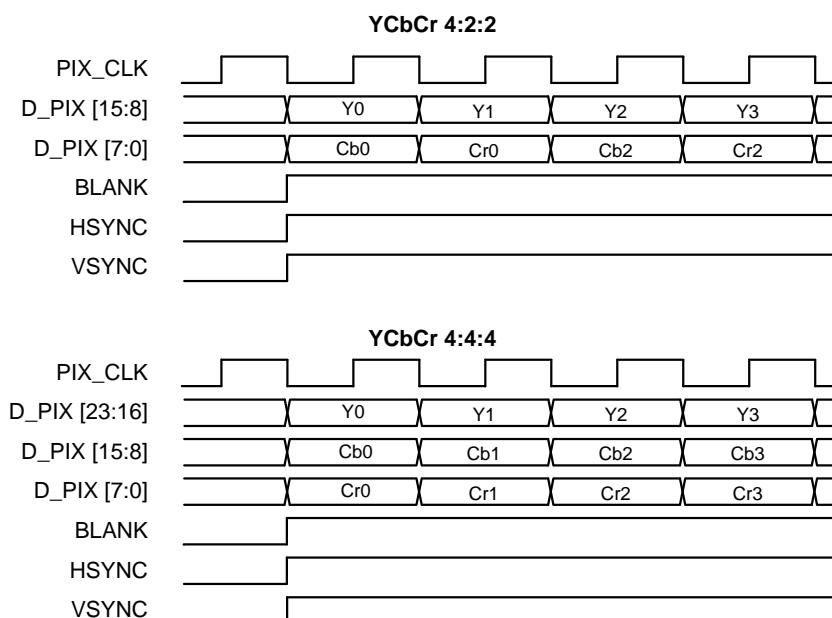 YCbCr 4:2:2
PIX_CLK
D_PIX [15:8] Y0 Y1 Y2 Y3
D_PIX [7:0] Cb0 Cr0 Cb2 Cr2
BLANK
HSYNC
VSYNC
YCbCr 4:4:4
PIX_CLK
D_PIX [23:16] Y0 Y1 Y2 Y3
D_PIX [15:8] Cb0 Cb1 Cb2 Cb3
D_PIX [7:0] Cr0 Cr1 Cr2 Cr3
BLANK
HSYNC
VSYNC